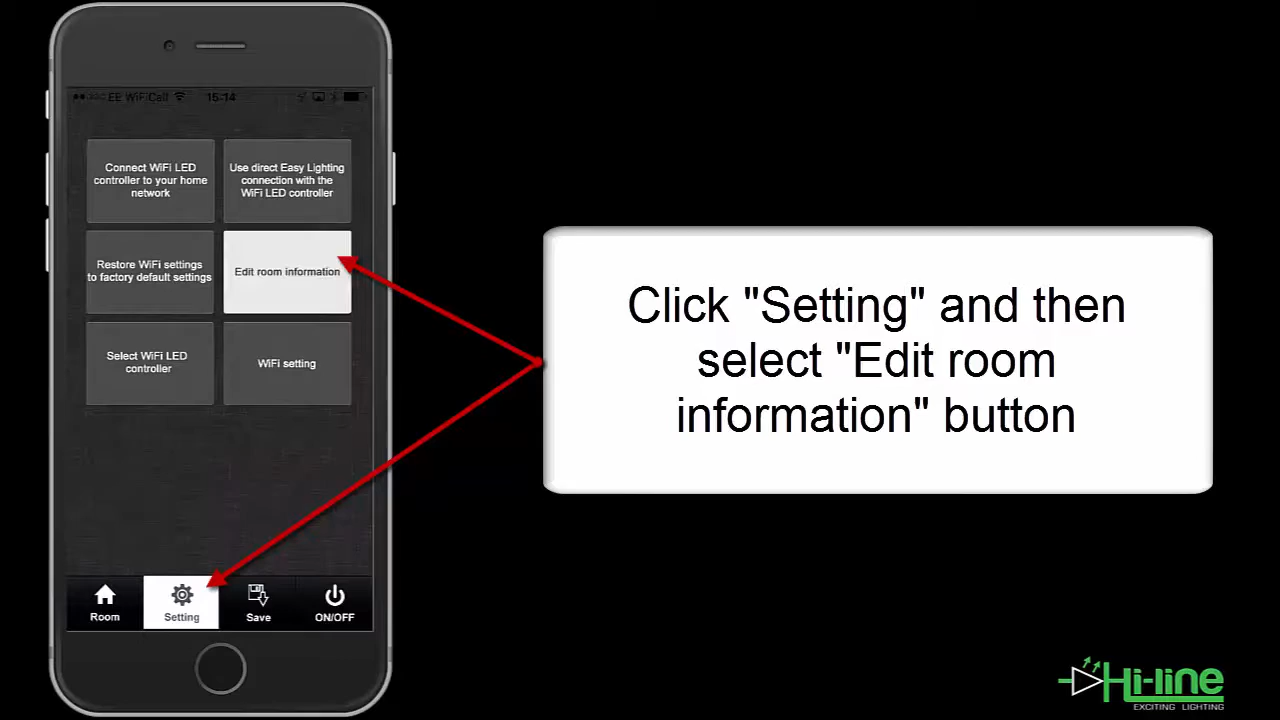 EE WiFiCall 15:14
Connect WiFi LED
controller to your home
network
Use direct Easy Lighting
connection with the
WiFi LED controller
Restore WiFi settings
to factory default settings
Edit room information
Select WiFi LED
controller
WiFi setting
Room
Setting
Save
ON/OFF
Click "Setting" and then
select "Edit room
information" button
Hi-line
EXCITING LIGHTING